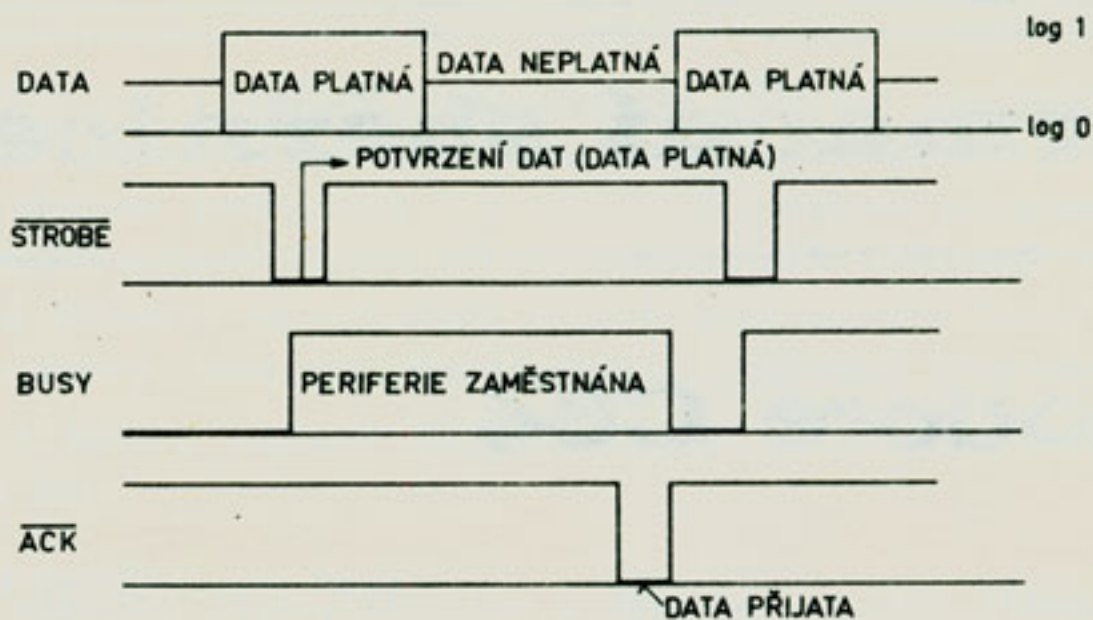 log 1
DATA
DATA PLATNÁ
DATA NEPLATNÁ
DATA PLATNÁ
log 0
POTVRZENÍ DAT (DATA PLATNÁ)
STROBE
BUSY
PERIFERIE ZAMĚSTNÁNA
ACK
DATA PŘIJATA